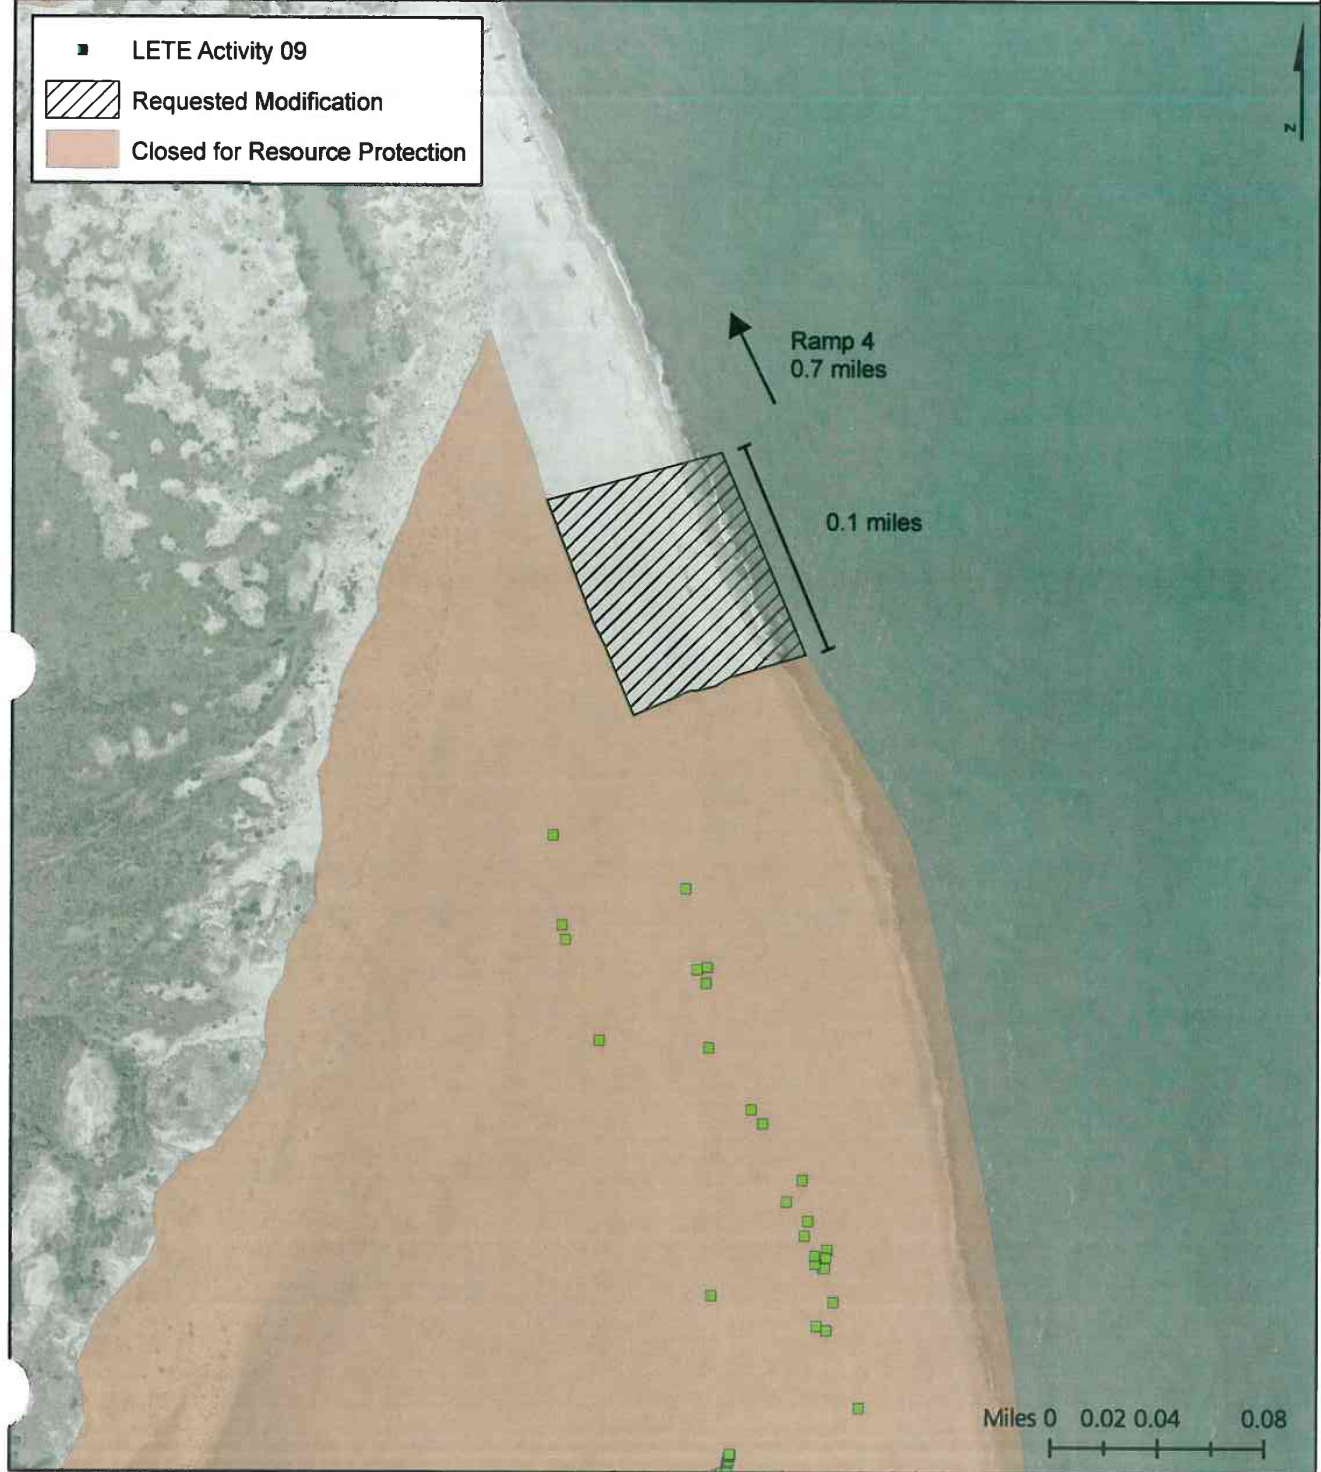 LETE Activity 09
Requested Modification
Closed for Resource Protection
N
Ramp 4
0.7 miles
0.1 miles
Miles 0 0.02 0.04 0.08